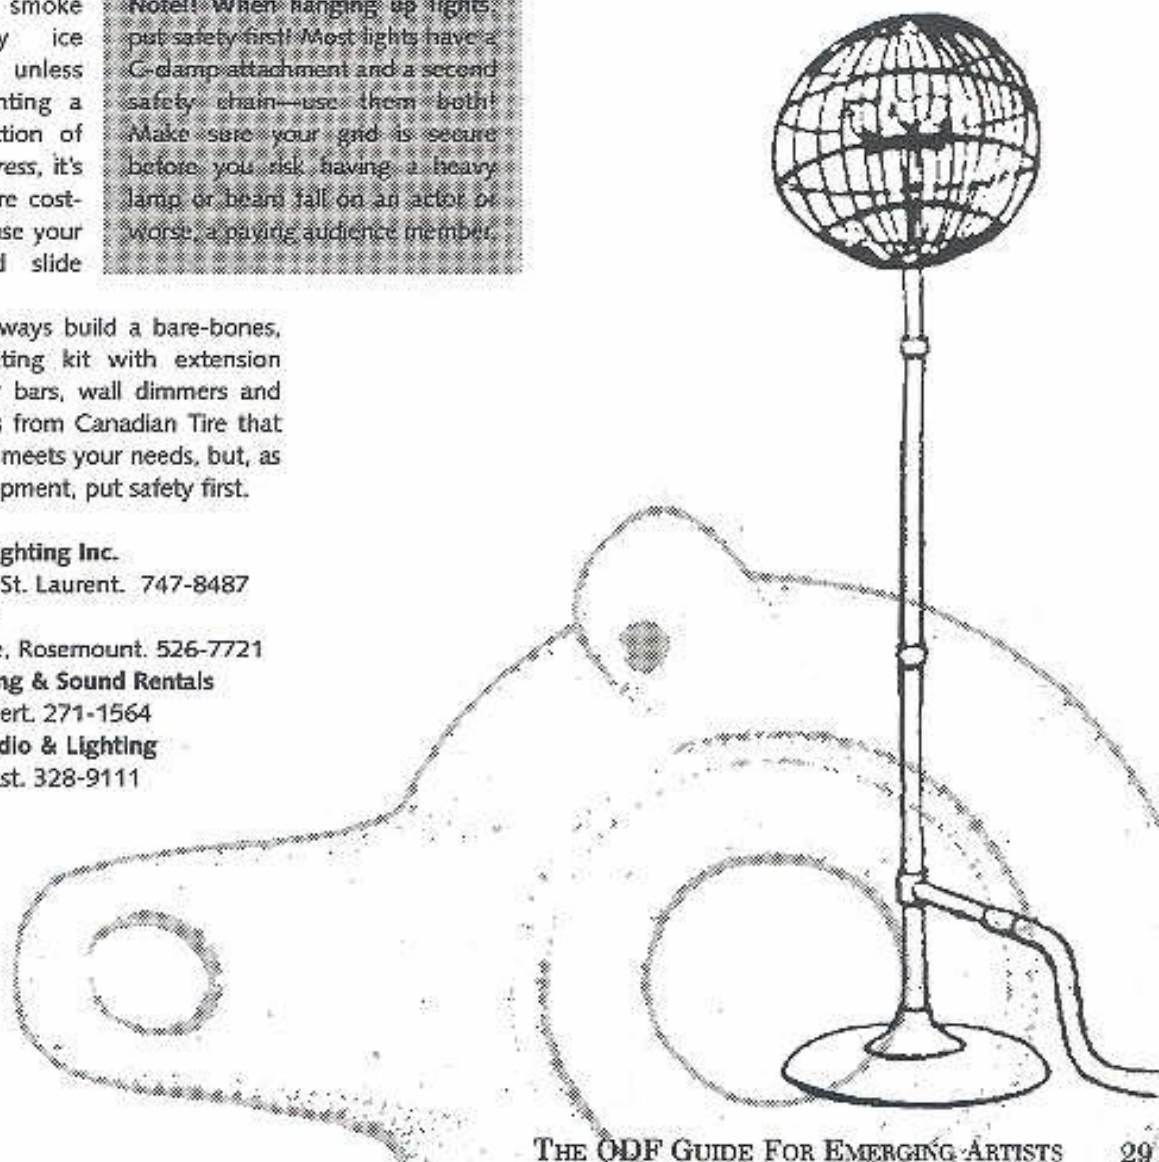 smoke
y ice
unless
nting a
tion of
ress, it's
re cost-
use your
d slide
ways build a bare-bones,
ting kit with extension
r bars, wall dimmers and
s from Canadian Tire that
meets your needs, but, as
pment, put safety first.
ghting Inc.
St. Laurent. 747-8487
e, Rosemount. 526-7721
ng & Sound Rentals
ert. 271-1564
dio & Lighting
st. 328-9111
Note!! When hanging up lights,
put safety first! Most lights have a
C-clamp attachment and a second
safety chain—use them both!
Make sure your grid is secure
before you risk having a heavy
lamp or beam fall on an actor or
worse, a paying audience member.
THE ODF GUIDE FOR EMERGING ARTISTS 29